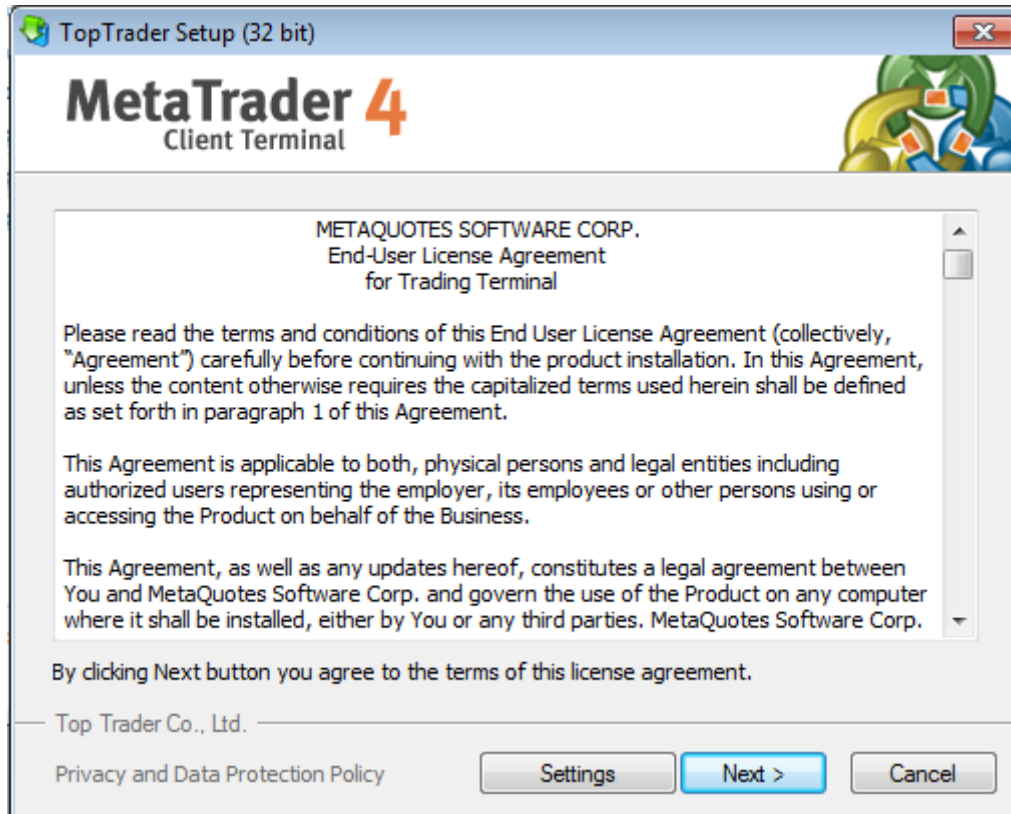 TopTrader Setup (32 bit)
MetaTrader 4
Client Terminal
METAQUOTES SOFTWARE CORP.
End-User License Agreement
for Trading Terminal
Please read the terms and conditions of this End User License Agreement (collectively,
“Agreement”) carefully before continuing with the product installation. In this Agreement,
unless the content otherwise requires the capitalized terms used herein shall be defined
as set forth in paragraph 1 of this Agreement.
This Agreement is applicable to both, physical persons and legal entities including
authorized users representing the employer, its employees or other persons using or
accessing the Product on behalf of the Business.
This Agreement, as well as any updates hereof, constitutes a legal agreement between
You and MetaQuotes Software Corp. and govern the use of the Product on any computer
where it shall be installed, either by You or any third parties. MetaQuotes Software Corp.
By clicking Next button you agree to the terms of this license agreement.
Top Trader Co., Ltd.
Privacy and Data Protection Policy
Settings
Next >
Cancel